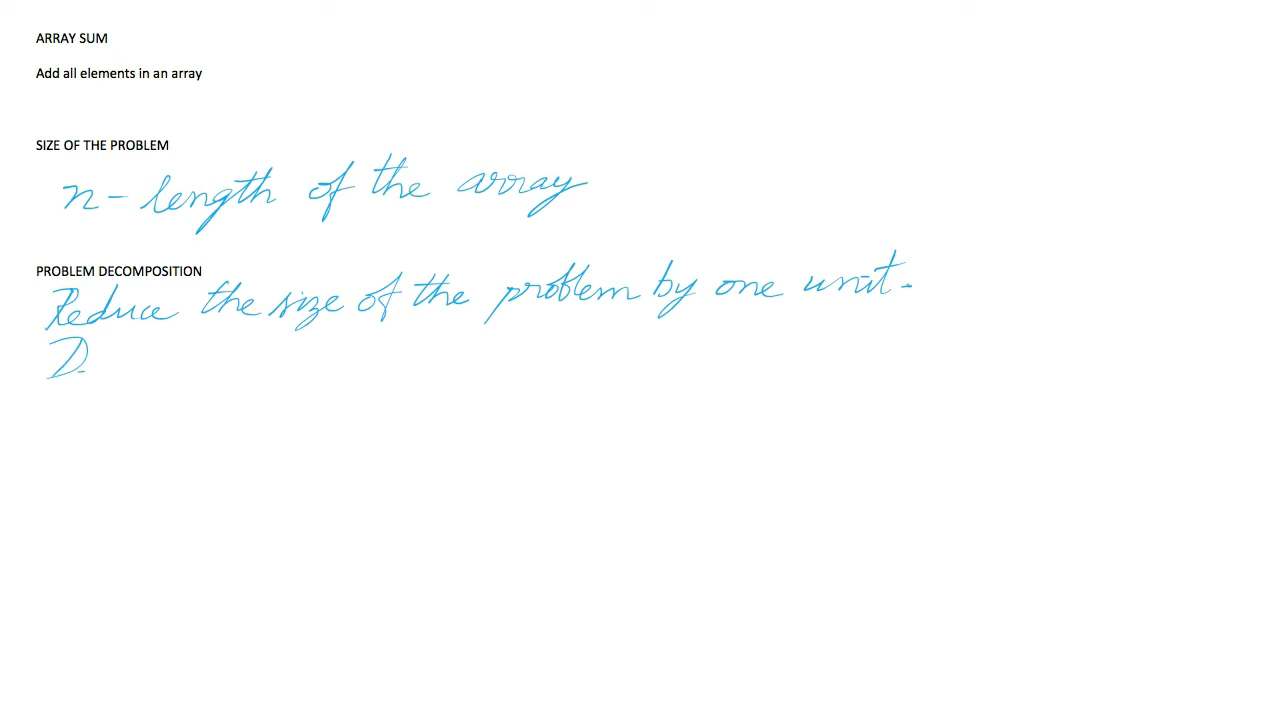 ARRAY SUM
Add all elements in an array
SIZE OF THE PROBLEM
n - length of the array
PROBLEM DECOMPOSITION
Reduce the size of the problem by one unit.
D